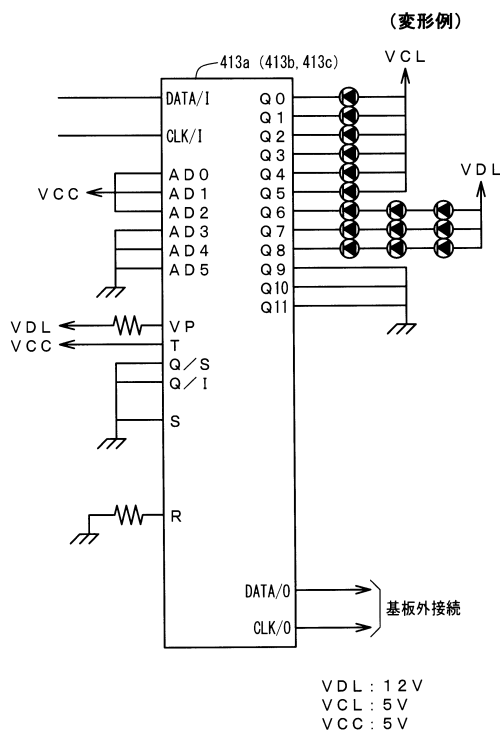 (変形例)
VCL
413a (413b, 413c)
DATA/I
CLK/I
VCC
AD0
AD1
AD2
AD3
AD4
AD5
VDL
VP
VCC
T
Q/S
Q/I
S
R
Q0
Q1
Q2
Q3
Q4
Q5
VDL
Q6
Q7
Q8
Q9
Q10
Q11
DATA/O
CLK/O
基板外接続
VDL:12V
VCL:5V
VCC:5V